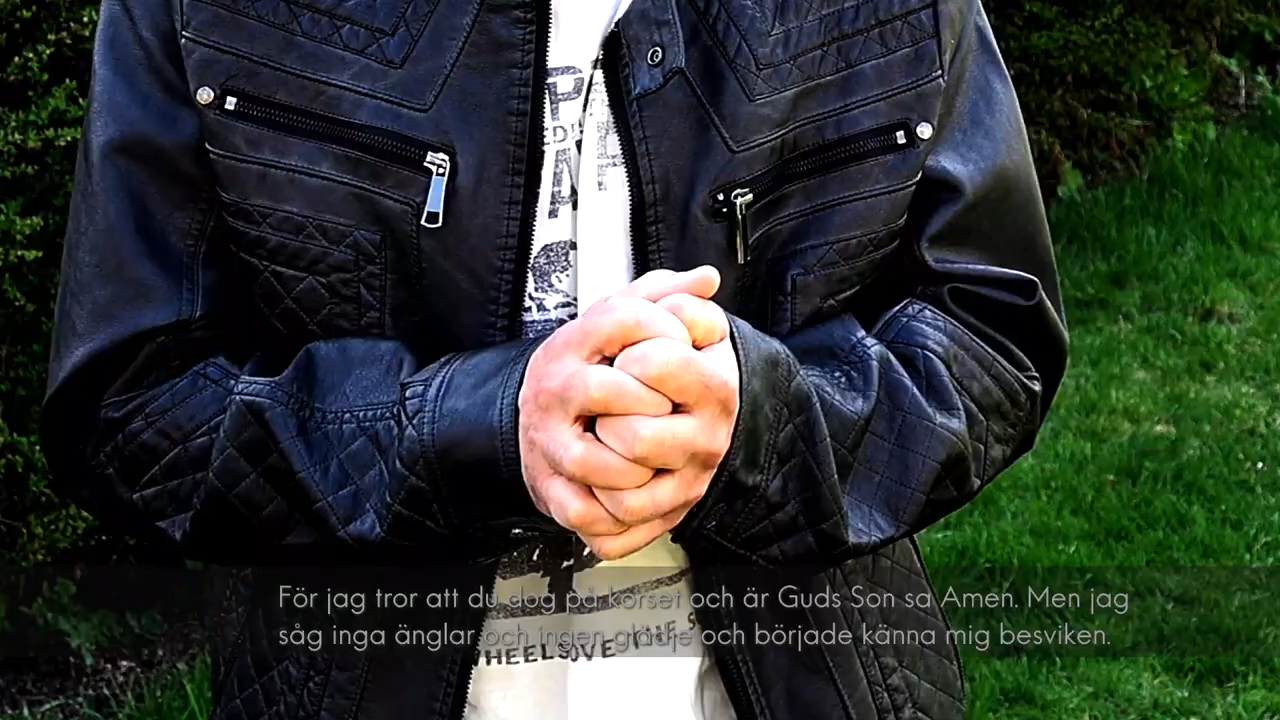 För jag tror att du dog på korset och är Guds Son sa Amen. Men jag
såg inga änglar och ingen glädje och började känna mig besviken.